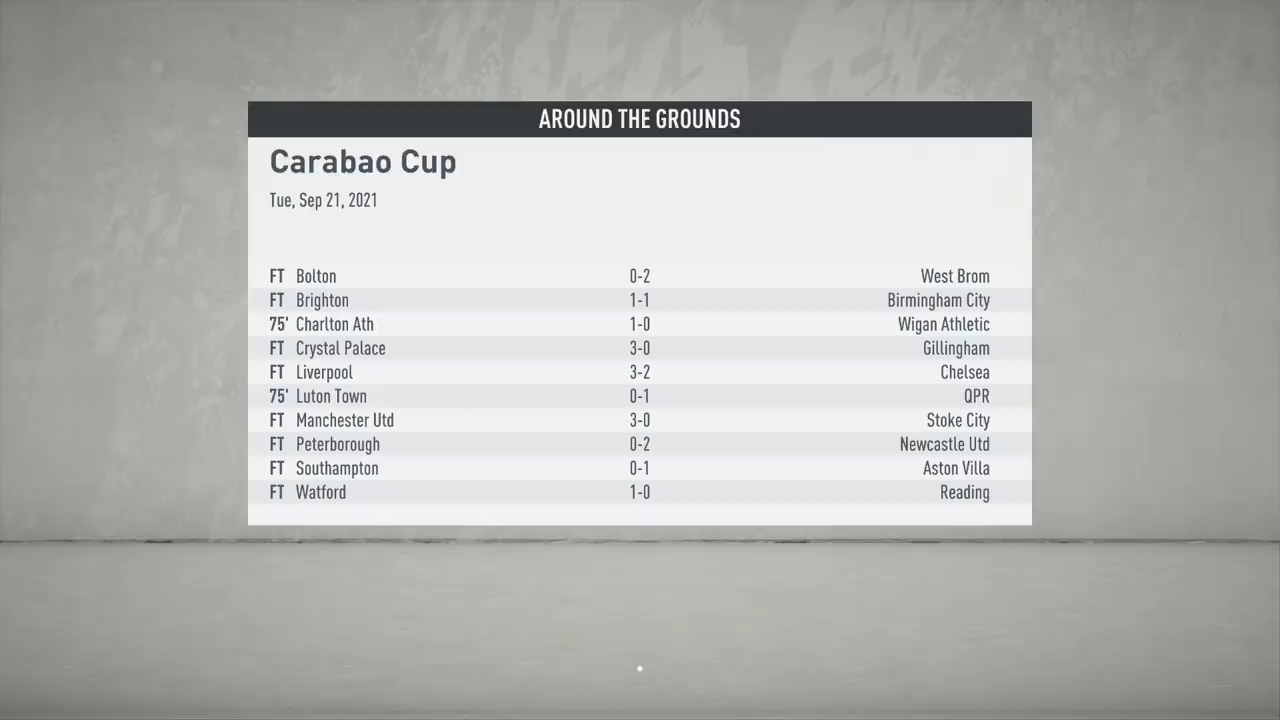 AROUND THE GROUNDS
Carabao Cup
Tue, Sep 21, 2021
FT Bolton 0-2 West Brom
FT Brighton 1-1 Birmingham City
75' Charlton Ath 1-0 Wigan Athletic
FT Crystal Palace 3-0 Gillingham
FT Liverpool 3-2 Chelsea
75' Luton Town 0-1 QPR
FT Manchester Utd 3-0 Stoke City
FT Peterborough 0-2 Newcastle Utd
FT Southampton 0-1 Aston Villa
FT Watford 1-0 Reading